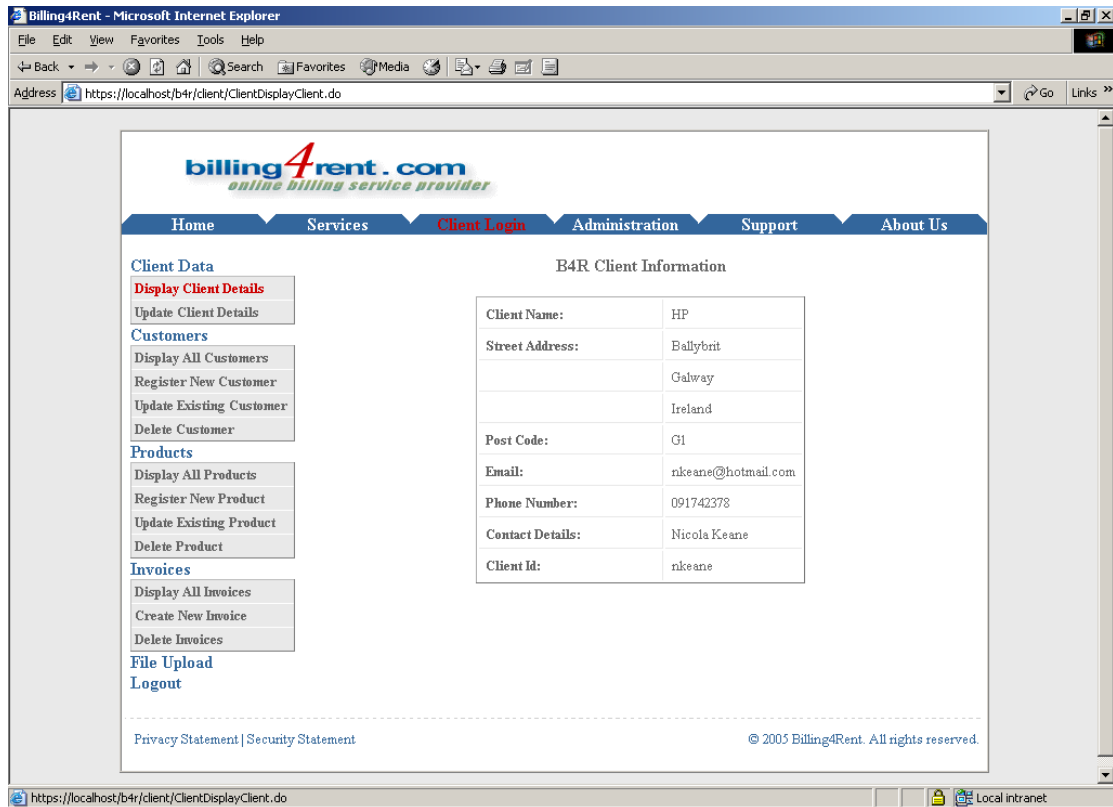 Billing4Rent - Microsoft Internet Explorer
File Edit View Favorites Tools Help
Back Search Favorites Media
Address https://localhost/b4r/client/ClientDisplayClient.do Go Links »
billing4rent.com
online billing service provider
Home Services Client Login Administration Support About Us
Client Data
Display Client Details
Update Client Details
Customers
Display All Customers
Register New Customer
Update Existing Customer
Delete Customer
Products
Display All Products
Register New Product
Update Existing Product
Delete Product
Invoices
Display All Invoices
Create New Invoice
Delete Invoices
File Upload
Logout
B4R Client Information
Client Name: HP
Street Address: Ballybrit
Galway
Ireland
Post Code: G1
Email: nkeane@hotmail.com
Phone Number: 091742378
Contact Details: Nicola Keane
Client Id: nkeane
Privacy Statement | Security Statement © 2005 Billing4Rent. All rights reserved.
https://localhost/b4r/client/ClientDisplayClient.do Local intranet